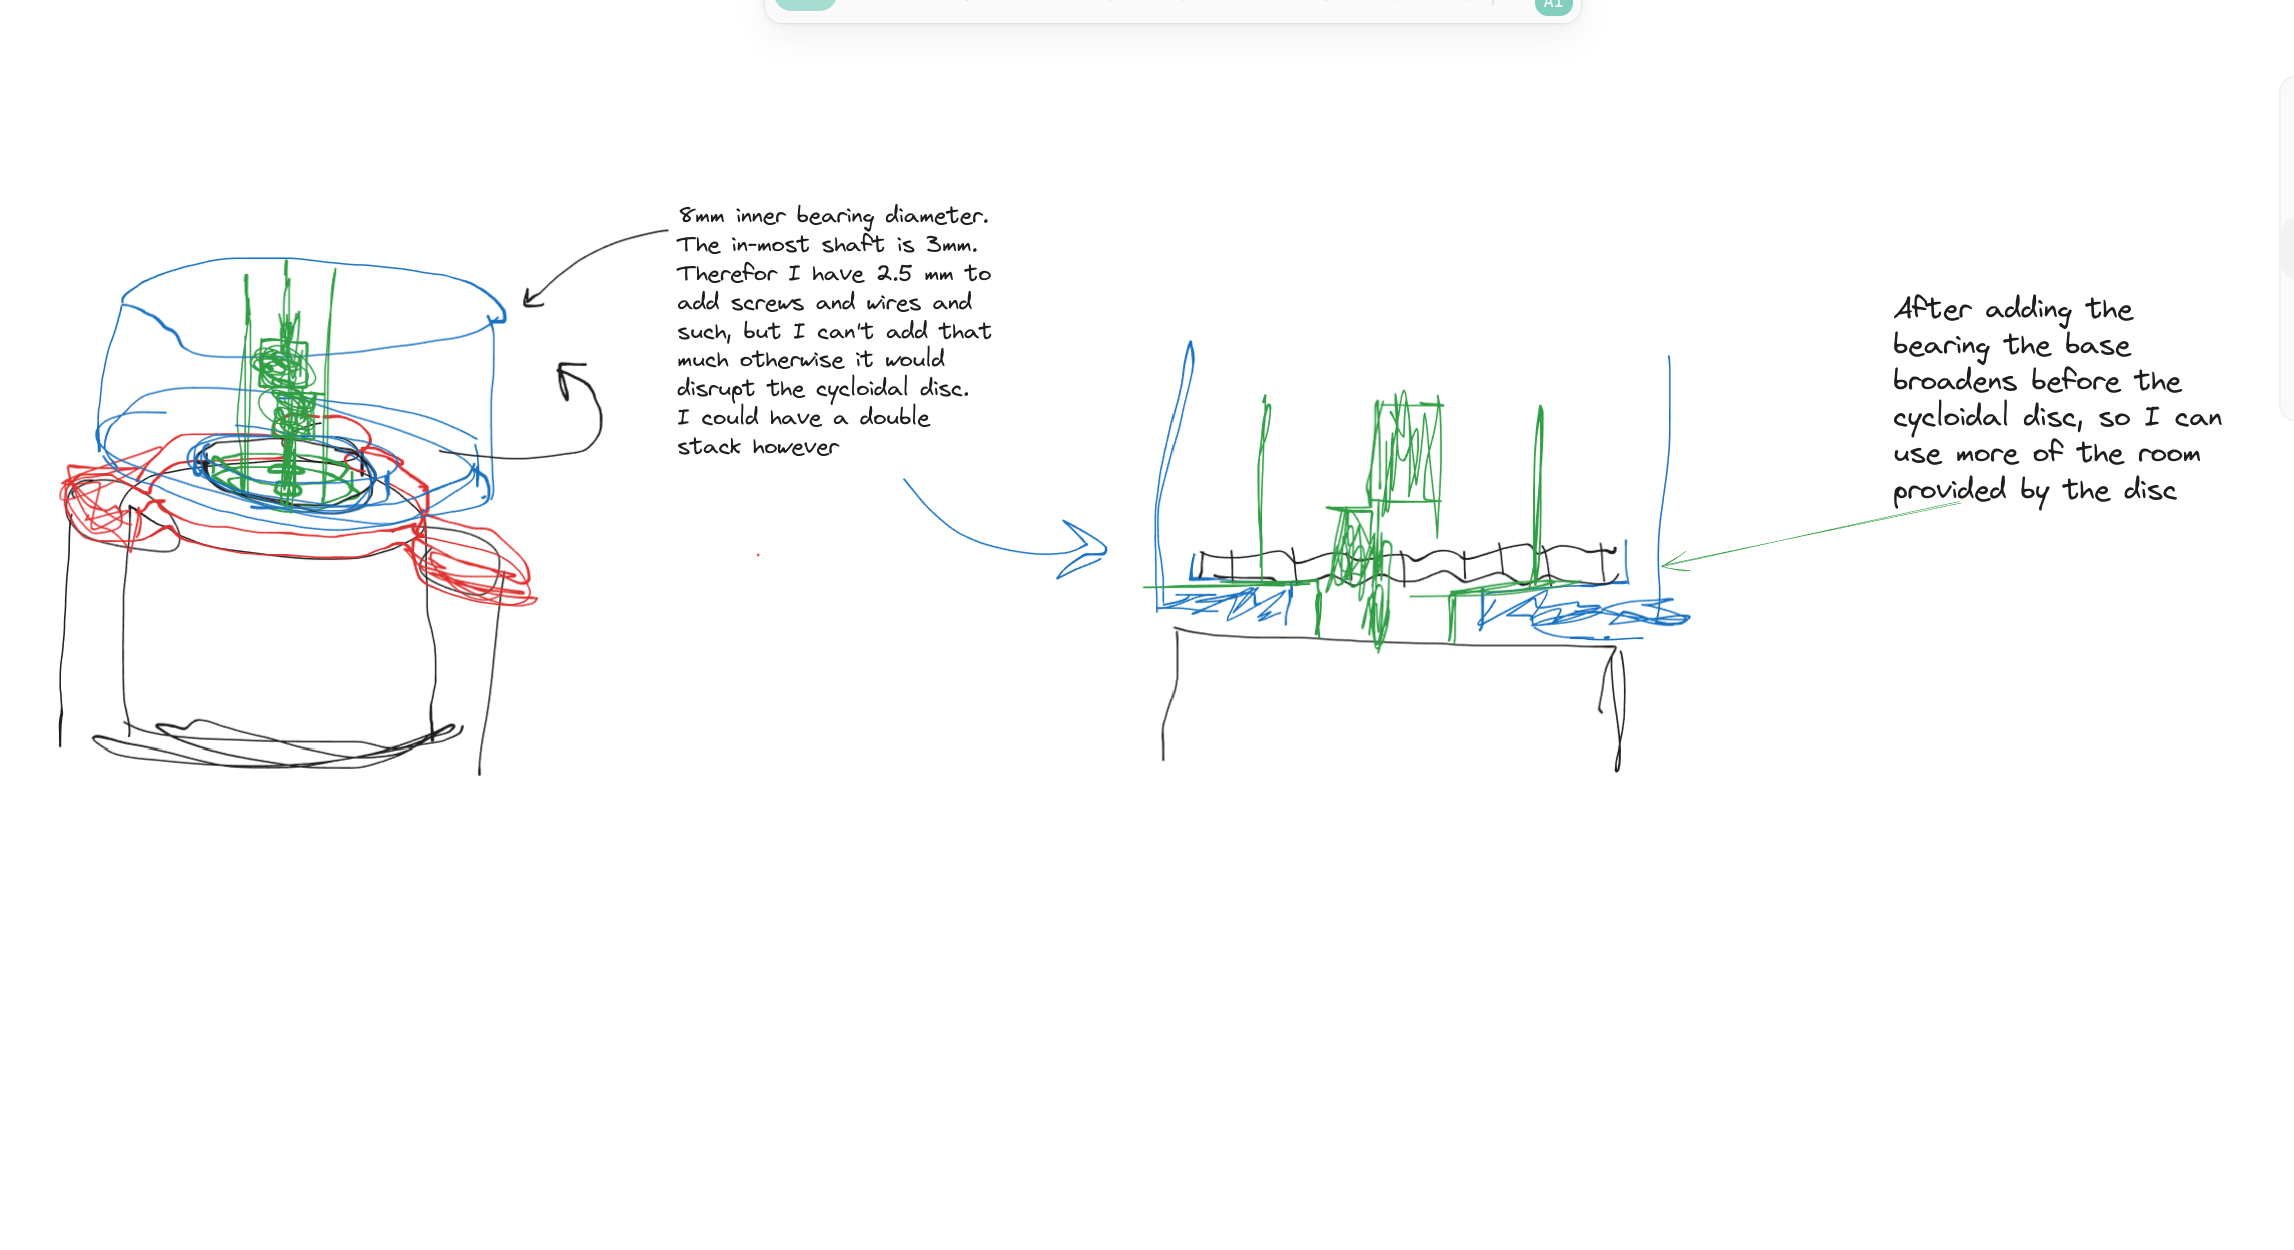 AI
8mm inner bearing diameter.
The in-most shaft is 3mm.
Therefor I have 2.5 mm to
add screws and wires and
such, but I can't add that
much otherwise it would
disrupt the cycloidal disc.
I could have a double
stack however
After adding the
bearing the base
broadens before the
cycloidal disc, so I can
use more of the room
provided by the disc